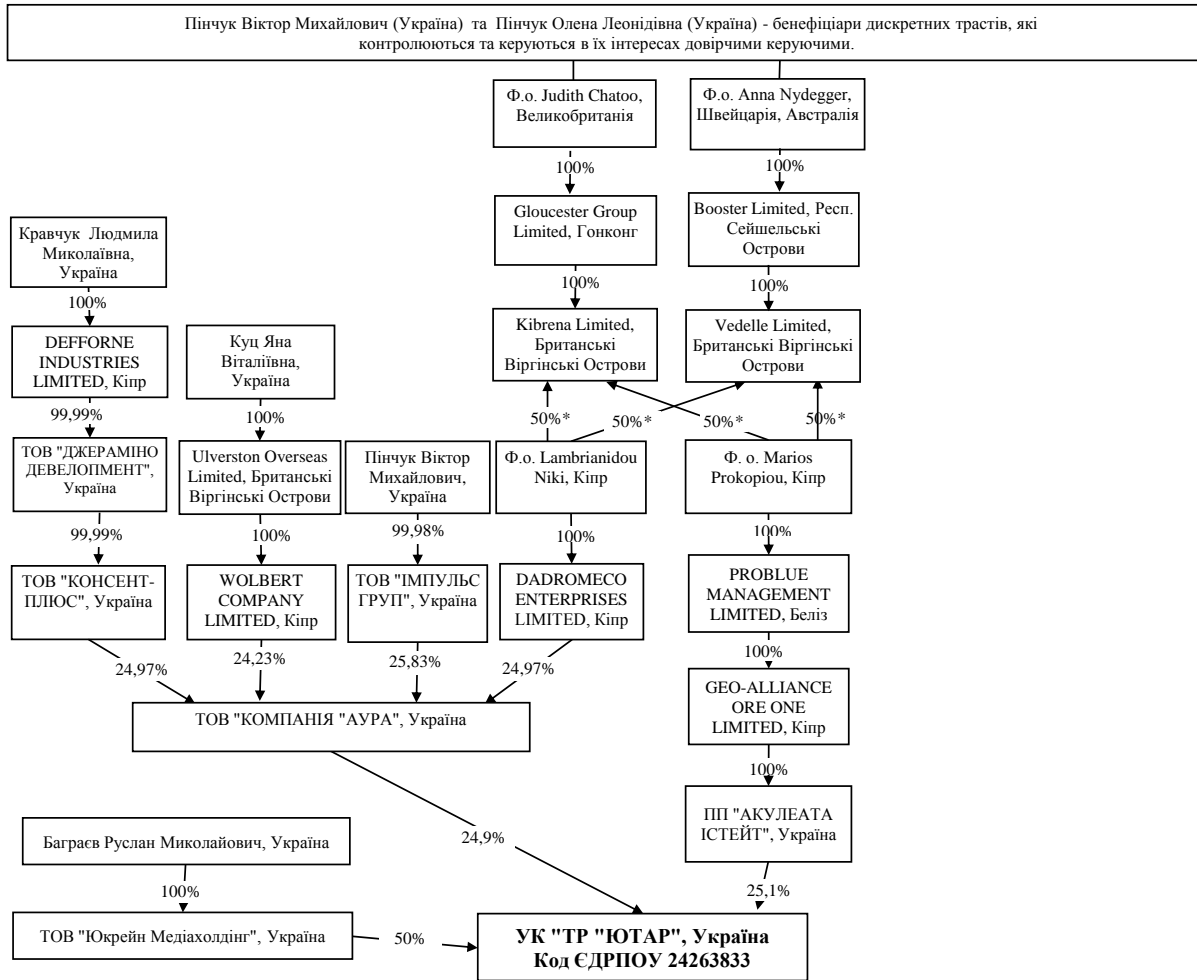 Пінчук Віктор Михайлович (Україна)  та  Пінчук Олена Леонідівна (Україна) - бенефіціари дискретних трастів, які
контролюються та керуються в їх інтересах довірчими керуючими.
Ф.о. Judith Chatoo,
Великобританія
Ф.о. Anna Nydegger,
Швейцарія, Австралія
100%
100%
Gloucester Group
Limited, Гонконг
Booster Limited, Респ.
Сейшельські
Острови
Кравчук  Людмила
Миколаївна,
Україна
100%
100%
100%
Kibrena Limited,
Британські
Віргінські Острови
Vedelle Limited,
Британські Віргінські
Острови
DEFFORNE
INDUSTRIES
LIMITED, Кіпр
Куц Яна
Віталіївна,
Україна
99,99%
100%
50%*
50%*
50%*
50%*
ТОВ "ДЖЕРАМІНО
ДЕВЕЛОПМЕНТ",
Україна
Ulverston Overseas
Limited, Британські
Віргінські Острови
Пінчук Віктор
Михайлович,
Україна
Ф.о. Lambrianidou
Niki, Кіпр
Ф. о. Marios
Prokopiou, Кіпр
99,99%
100%
99,98%
100%
100%
ТОВ "КОНСЕНТ-
ПЛЮС", Україна
WOLBERT
COMPANY
LIMITED, Кіпр
ТОВ "ІМПУЛЬС
ГРУП", Україна
DADROMECO
ENTERPRISES
LIMITED, Кіпр
PROBLUE
MANAGEMENT
LIMITED, Беліз
24,97%
24,23%
25,83%
24,97%
100%
ТОВ "КОМПАНІЯ "АУРА", Україна
GEO-ALLIANCE
ORE ONE
LIMITED, Кіпр
100%
ПП "АКУЛЕАТА
ІСТЕЙТ", Україна
24,9%
Баграєв Руслан Миколайович, Україна
100%
25,1%
ТОВ "Юкрейн Медіахолдінг", Україна
50%
УК "ТР "ЮТАР", Україна
Код ЄДРПОУ 24263833